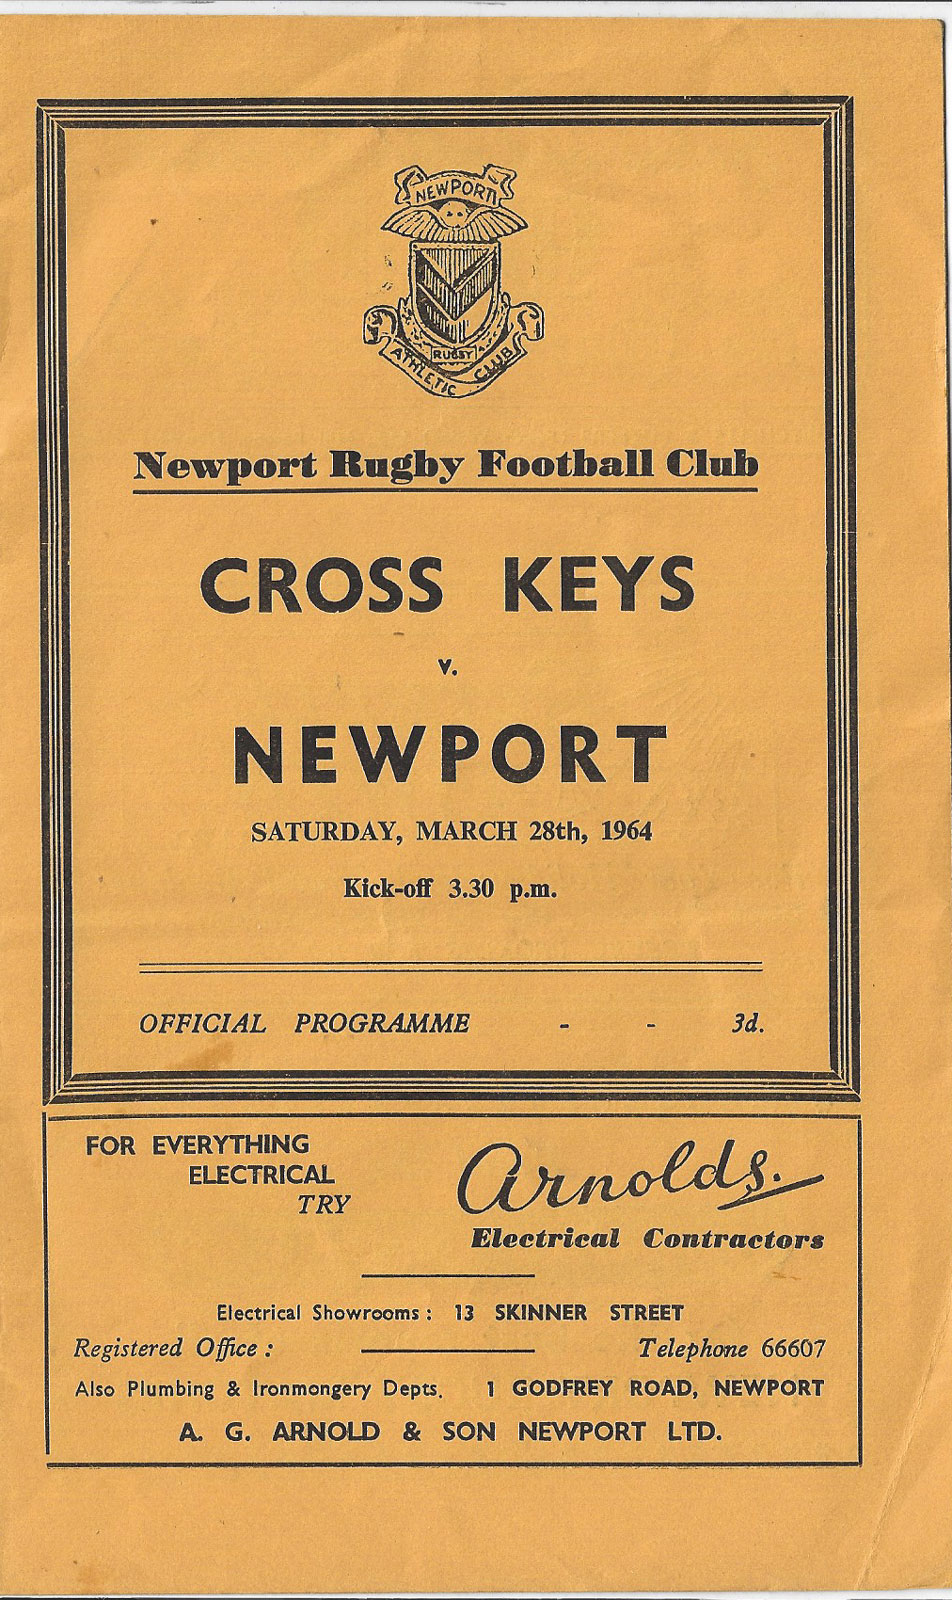 NEWPORT
RUGBY
ATHLETIC CLUB
Newport Rugby Football Club
CROSS KEYS
v.
NEWPORT
SATURDAY, MARCH 28th, 1964
Kick-off 3.30 p.m.
OFFICIAL PROGRAMME - - 3d.
FOR EVERYTHING
ELECTRICAL
TRY
Arnolds.
Electrical Contractors
Electrical Showrooms : 13 SKINNER STREET
Registered Office : Telephone 66607
Also Plumbing & Ironmongery Depts. 1 GODFREY ROAD, NEWPORT
A. G. ARNOLD & SON NEWPORT LTD.